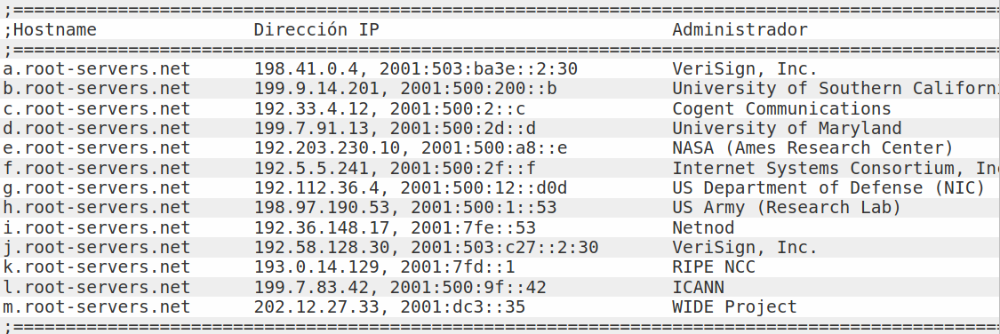 ;==============================================================================================
;Hostname Dirección IP Administrador
;==============================================================================================
a.root-servers.net 198.41.0.4, 2001:503:ba3e::2:30 VeriSign, Inc.
b.root-servers.net 199.9.14.201, 2001:500:200::b University of Southern Californi
c.root-servers.net 192.33.4.12, 2001:500:2::c Cogent Communications
d.root-servers.net 199.7.91.13, 2001:500:2d::d University of Maryland
e.root-servers.net 192.203.230.10, 2001:500:a8::e NASA (Ames Research Center)
f.root-servers.net 192.5.5.241, 2001:500:2f::f Internet Systems Consortium, In
g.root-servers.net 192.112.36.4, 2001:500:12::d0d US Department of Defense (NIC)
h.root-servers.net 198.97.190.53, 2001:500:1::53 US Army (Research Lab)
i.root-servers.net 192.36.148.17, 2001:7fe::53 Netnod
j.root-servers.net 192.58.128.30, 2001:503:c27::2:30 VeriSign, Inc.
k.root-servers.net 193.0.14.129, 2001:7fd::1 RIPE NCC
l.root-servers.net 199.7.83.42, 2001:500:9f::42 ICANN
m.root-servers.net 202.12.27.33, 2001:dc3::35 WIDE Project
;==============================================================================================